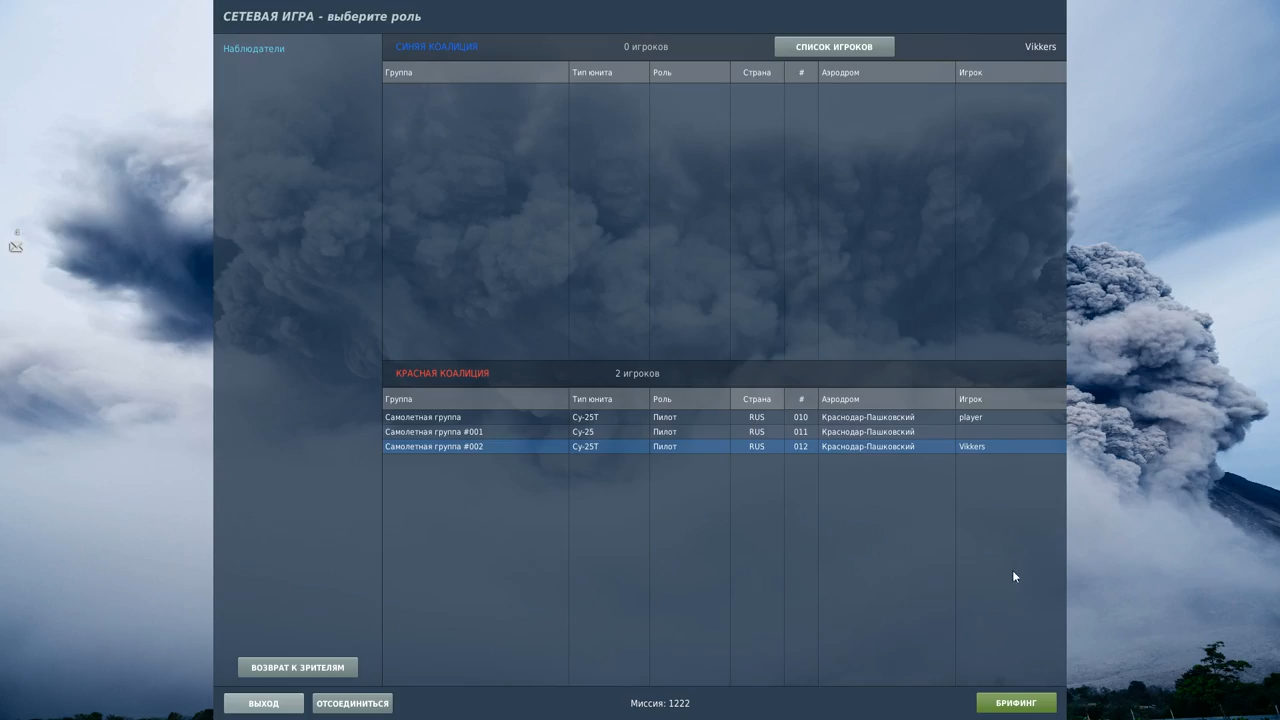 СЕТЕВАЯ ИГРА - выберите роль
Наблюдатели
СИНЯЯ КОАЛИЦИЯ 0 игроков СПИСОК ИГРОКОВ Vikkers
Группа Тип юнита Роль Страна # Аэродром Игрок
КРАСНАЯ КОАЛИЦИЯ 2 игроков
Группа Тип юнита Роль Страна # Аэродром Игрок
Самолетная группа Су-25Т Пилот RUS 010 Краснодар-Пашковский player
Самолетная группа #001 Су-25 Пилот RUS 011 Краснодар-Пашковский
Самолетная группа #002 Су-25Т Пилот RUS 012 Краснодар-Пашковский Vikkers
ВОЗВРАТ К ЗРИТЕЛЯМ
ВЫХОД ОТСОЕДИНИТЬСЯ Миссия: 1222 БРИФИНГ